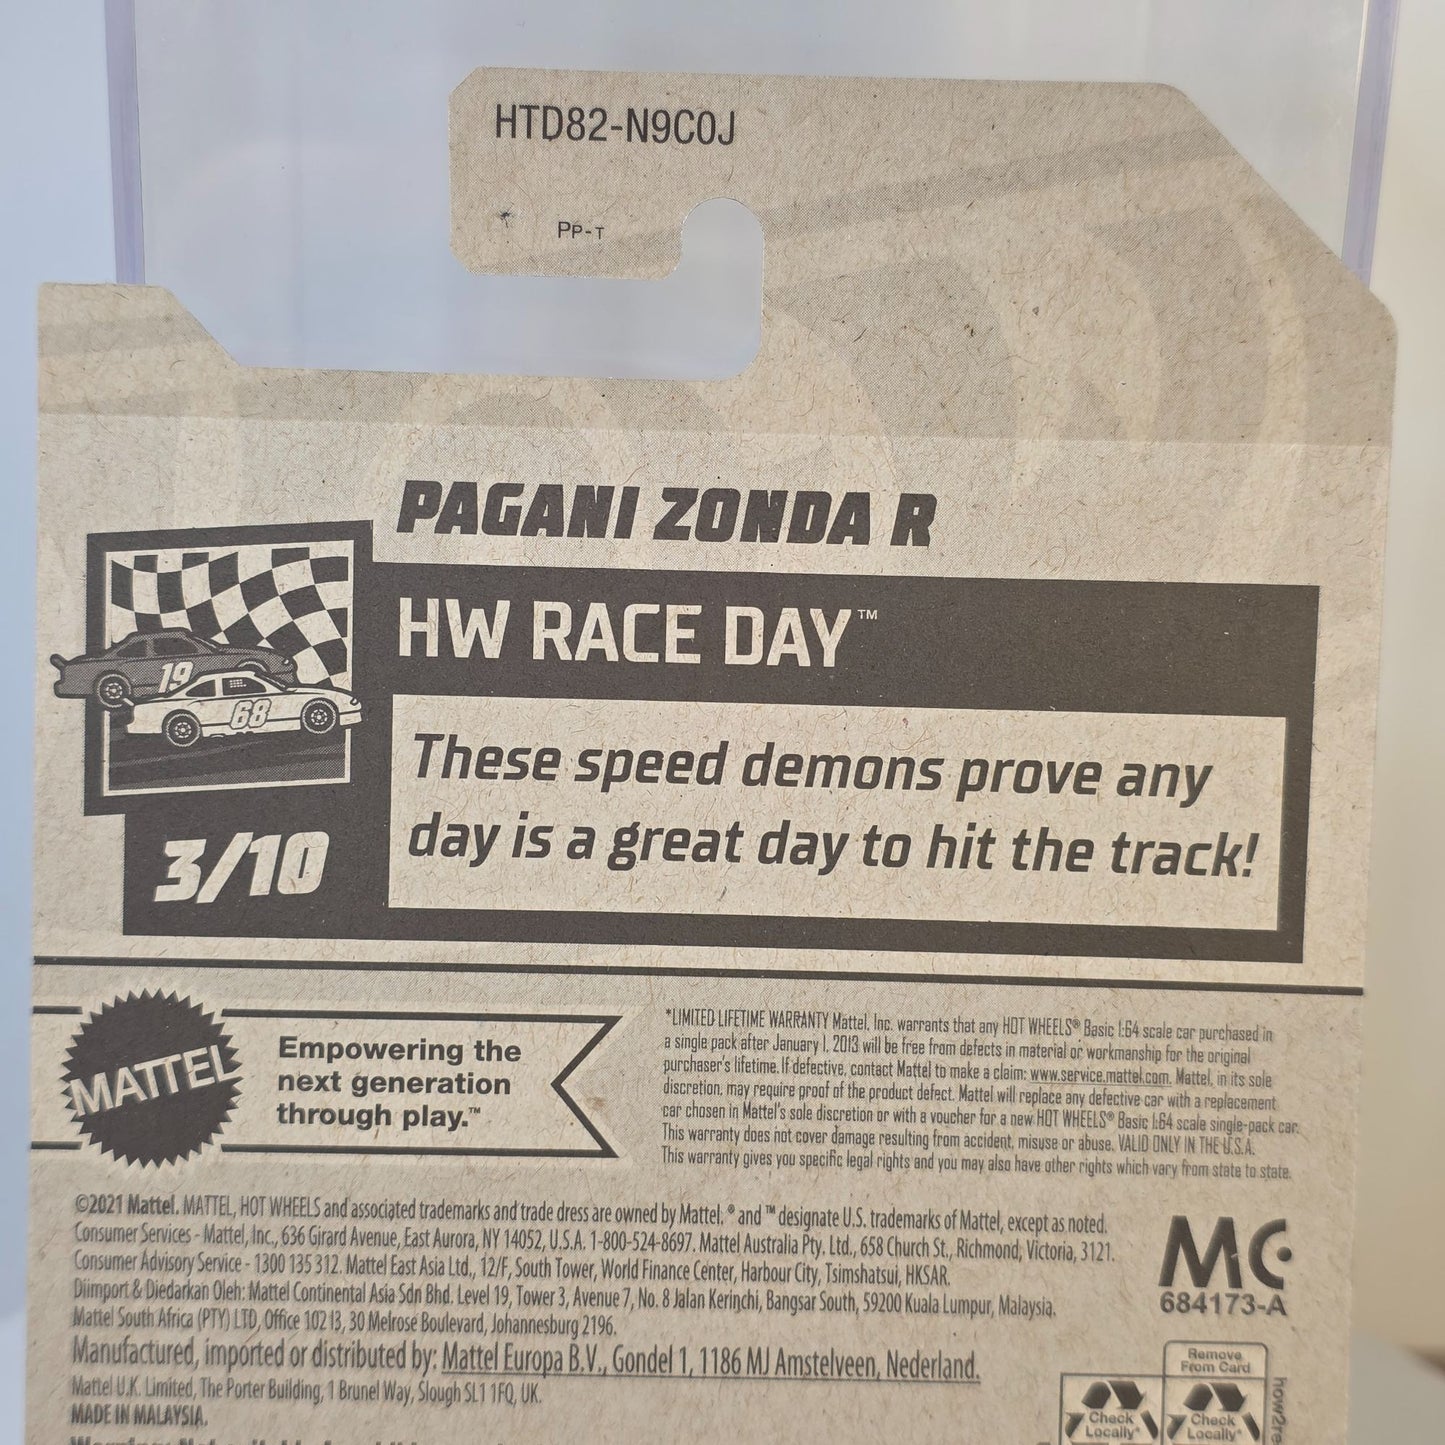 HTD82-N9C0J
PP-T
PAGANI ZONDA R
HW RACE DAY™
19
68
These speed demons prove any
day is a great day to hit the track!
3/10
MATTEL
Empowering the
next generation
through play.™
*LIMITED LIFETIME WARRANTY Mattel, Inc. warrants that any HOT WHEELS® Basic 1:64 scale car purchased in
a single pack after January 1, 2013 will be free from defects in material or workmanship for the original
purchaser's lifetime. If defective, contact Mattel to make a claim: www.service.mattel.com. Mattel, in its sole
discretion, may require proof of the product defect. Mattel will replace any defective car with a replacement
car chosen in Mattel's sole discretion or with a voucher for a new HOT WHEELS® Basic 1:64 scale single-pack car.
This warranty does not cover damage resulting from accident, misuse or abuse. VALID ONLY IN THE U.S.A.
This warranty gives you specific legal rights and you may also have other rights which vary from state to state.
©2021 Mattel. MATTEL, HOT WHEELS and associated trademarks and trade dress are owned by Mattel. ® and ™ designate U.S. trademarks of Mattel, except as noted.
Consumer Services - Mattel, Inc., 636 Girard Avenue, East Aurora, NY 14052, U.S.A. 1-800-524-8697. Mattel Australia Pty. Ltd., 658 Church St., Richmond, Victoria, 3121.
Consumer Advisory Service - 1300 135 312. Mattel East Asia Ltd., 12/F, South Tower, World Finance Center, Harbour City, Tsimshatsui, HKSAR.
Diimport & Diedarkan Oleh: Mattel Continental Asia Sdn Bhd. Level 19, Tower 3, Avenue 7, No. 8 Jalan Kerinchi, Bangsar South, 59200 Kuala Lumpur, Malaysia.
Mattel South Africa (PTY) LTD, Office 102 I3, 30 Melrose Boulevard, Johannesburg 2196.
Manufactured, imported or distributed by: Mattel Europa B.V., Gondel 1, 1186 MJ Amstelveen, Nederland.
Mattel U.K. Limited, The Porter Building, 1 Brunel Way, Slough SL1 1FQ, UK.
MADE IN MALAYSIA.
MC
684173-A
Remove
From Card
Check
Locally*
Check
Locally*
how2re